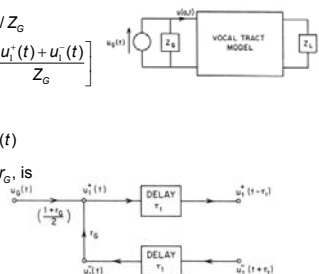 / Z_G
u(0,t)
u_G(t)
Z_G
VOCAL TRACT
MODEL
Z_L
u_1^+(t) + u_1^-(t)
Z_G
(t)
r_G, is
u_G(t)
u_1^+(t)
DELAY
τ_1
u_1^+(t-τ_1)
(1+r_G / 2)
r_G
DELAY
τ_1
u_1^-(t)
u_1^-(t+τ_1)